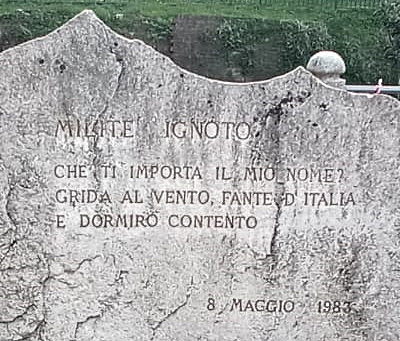 MILITE IGNOTO
CHE TI IMPORTA IL MIO NOME?
GRIDA AL VENTO, FANTE D'ITALIA
E DORMIRÒ CONTENTO
8 MAGGIO 1983